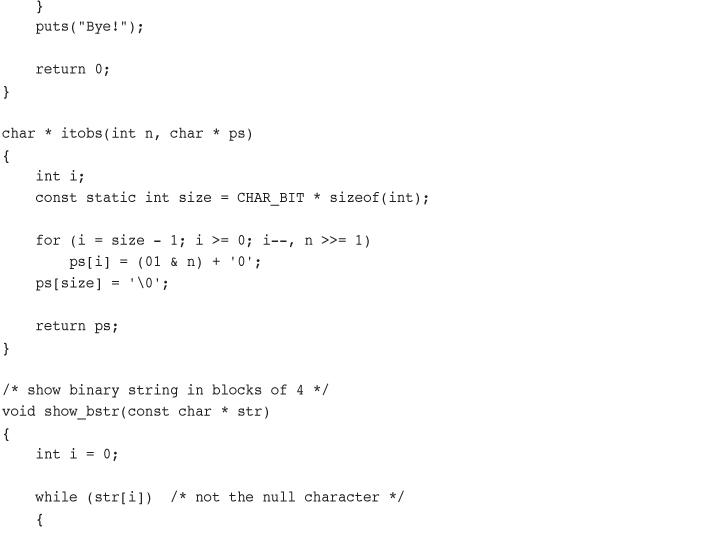 }
    puts("Bye!");

    return 0;
}

char * itobs(int n, char * ps)
{
    int i;
    const static int size = CHAR_BIT * sizeof(int);

    for (i = size - 1; i >= 0; i--, n >>= 1)
        ps[i] = (01 & n) + '0';
    ps[size] = '\0';

    return ps;
}

/* show binary string in blocks of 4 */
void show_bstr(const char * str)
{
    int i = 0;

    while (str[i])  /* not the null character */
    {